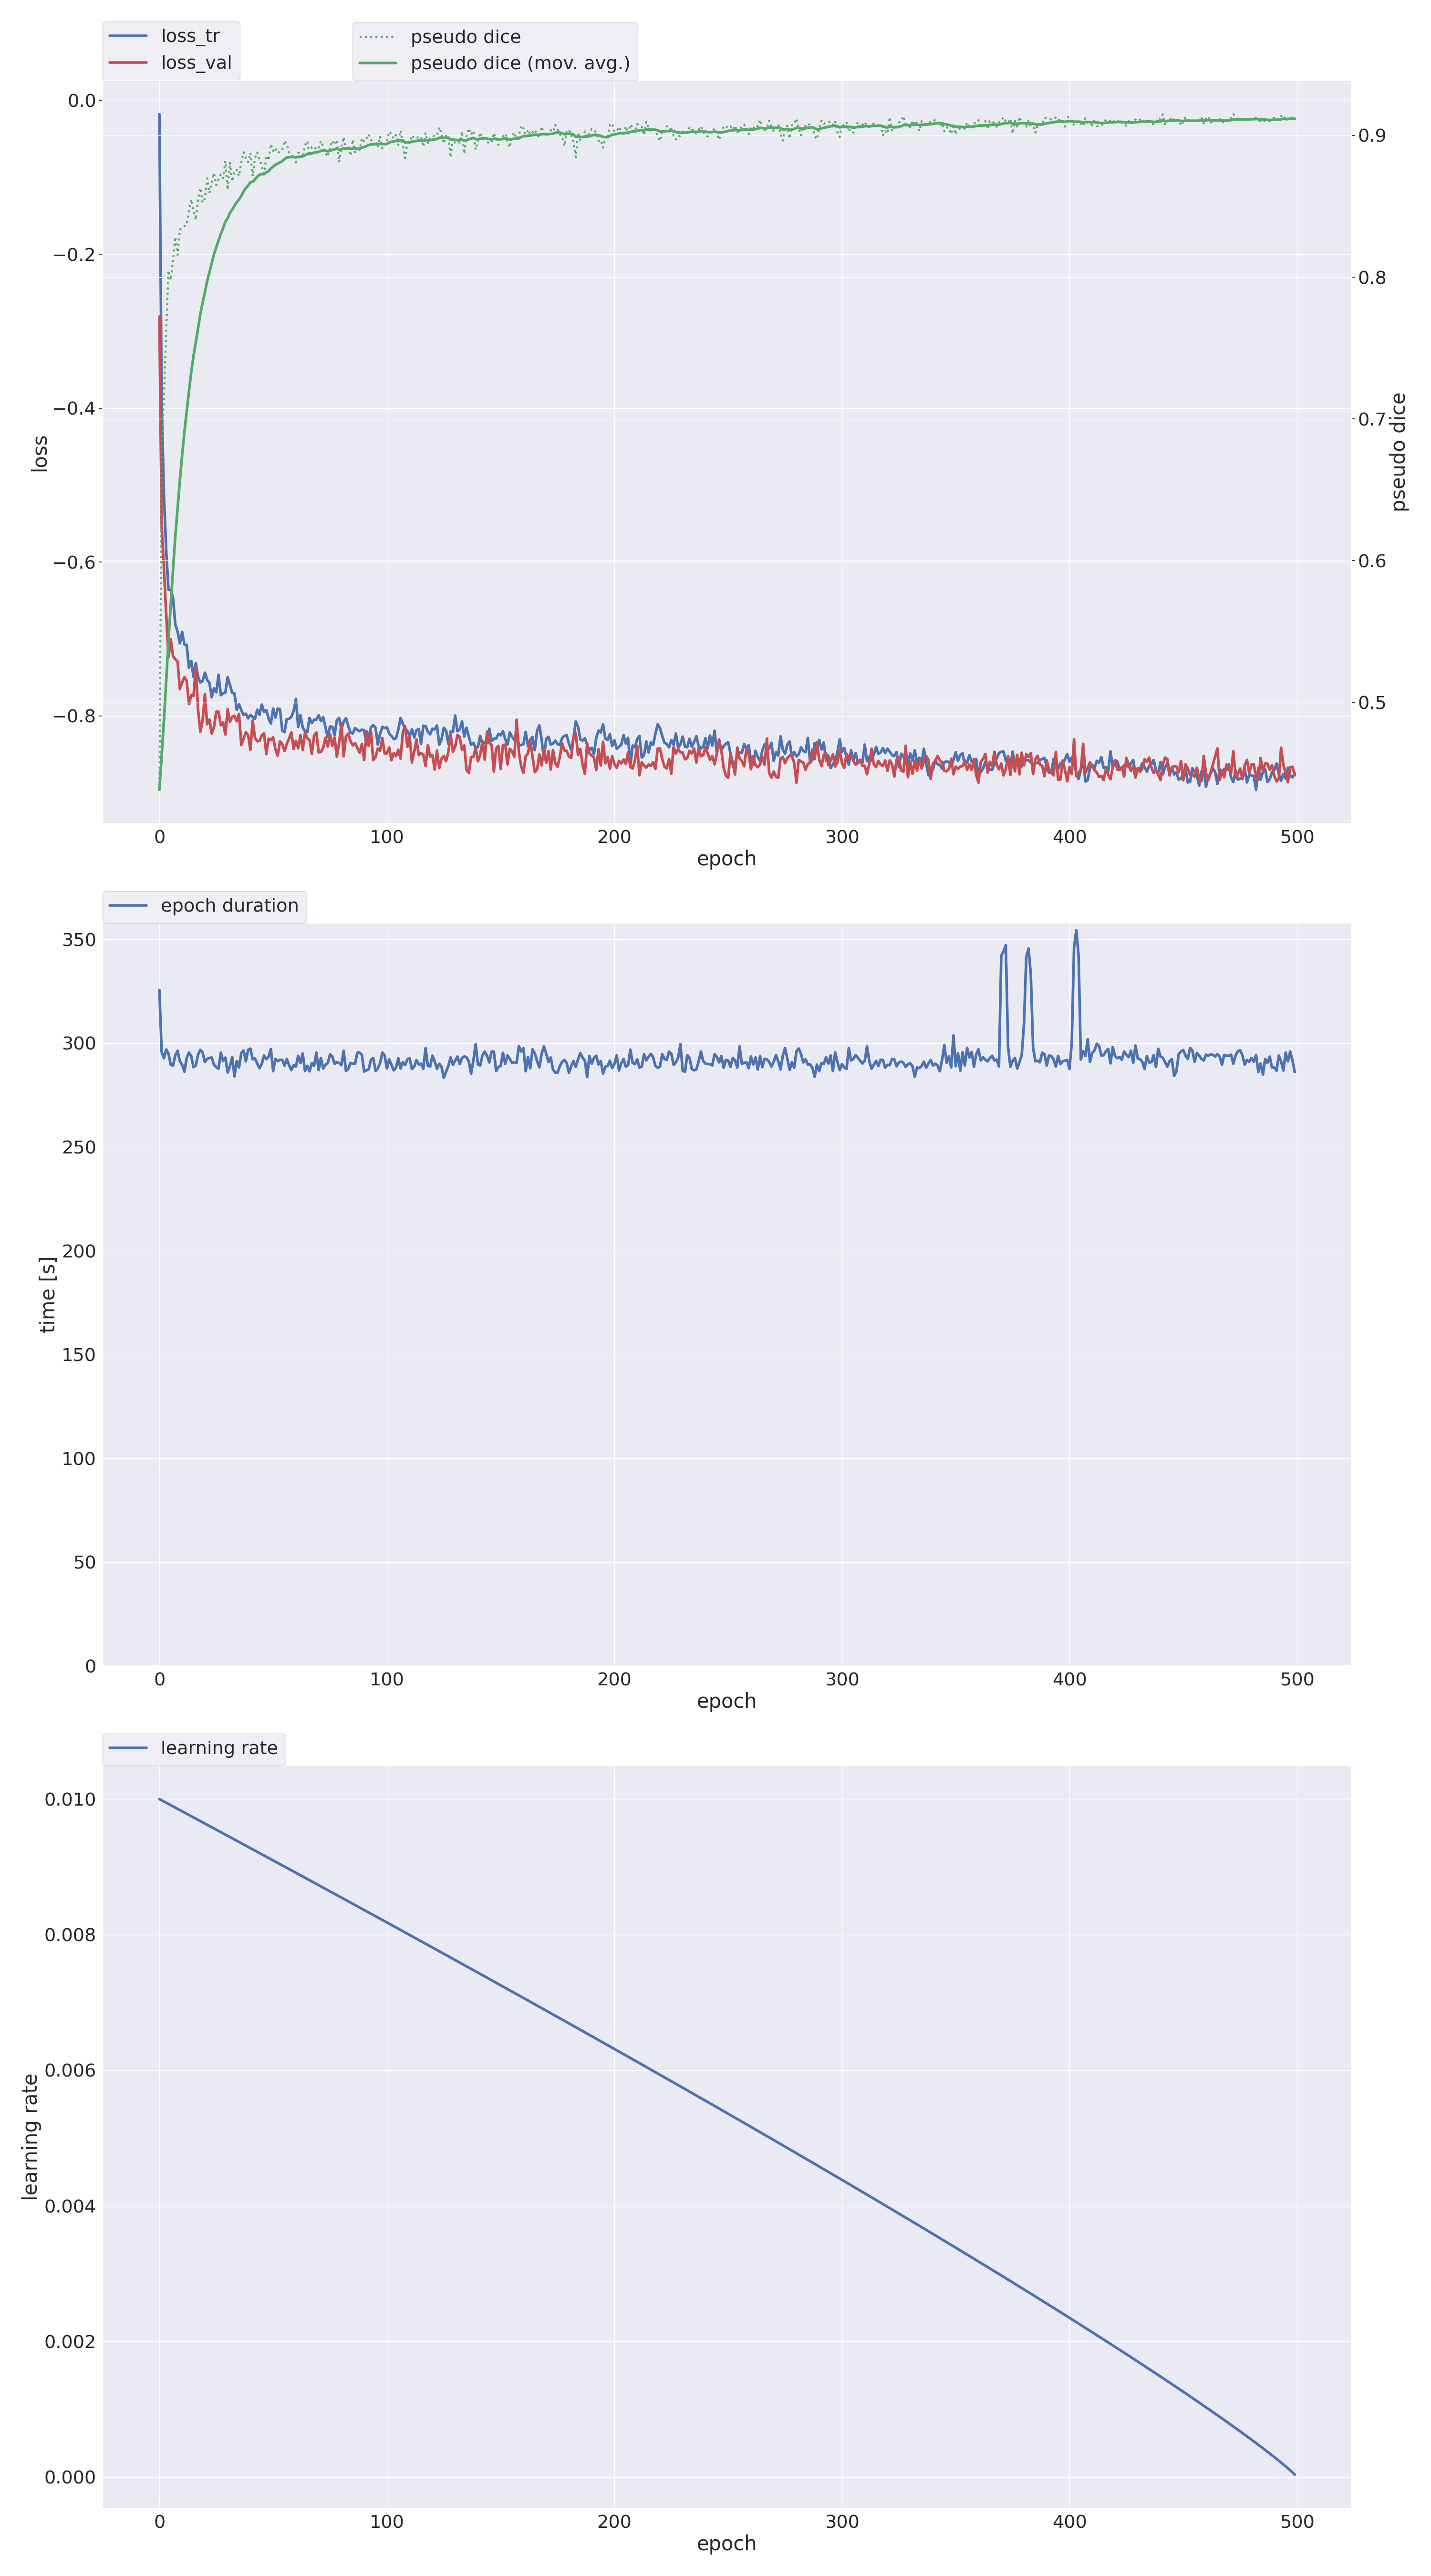 loss_tr
loss_val
pseudo dice
pseudo dice (mov. avg.)
0.0
−0.2
−0.4
−0.6
−0.8
loss
0.9
0.8
0.7
0.6
0.5
pseudo dice
0 100 200 300 400 500
epoch
epoch duration
350
300
250
200
150
100
50
0
time [s]
0 100 200 300 400 500
epoch
learning rate
0.010
0.008
0.006
0.004
0.002
0.000
learning rate
0 100 200 300 400 500
epoch